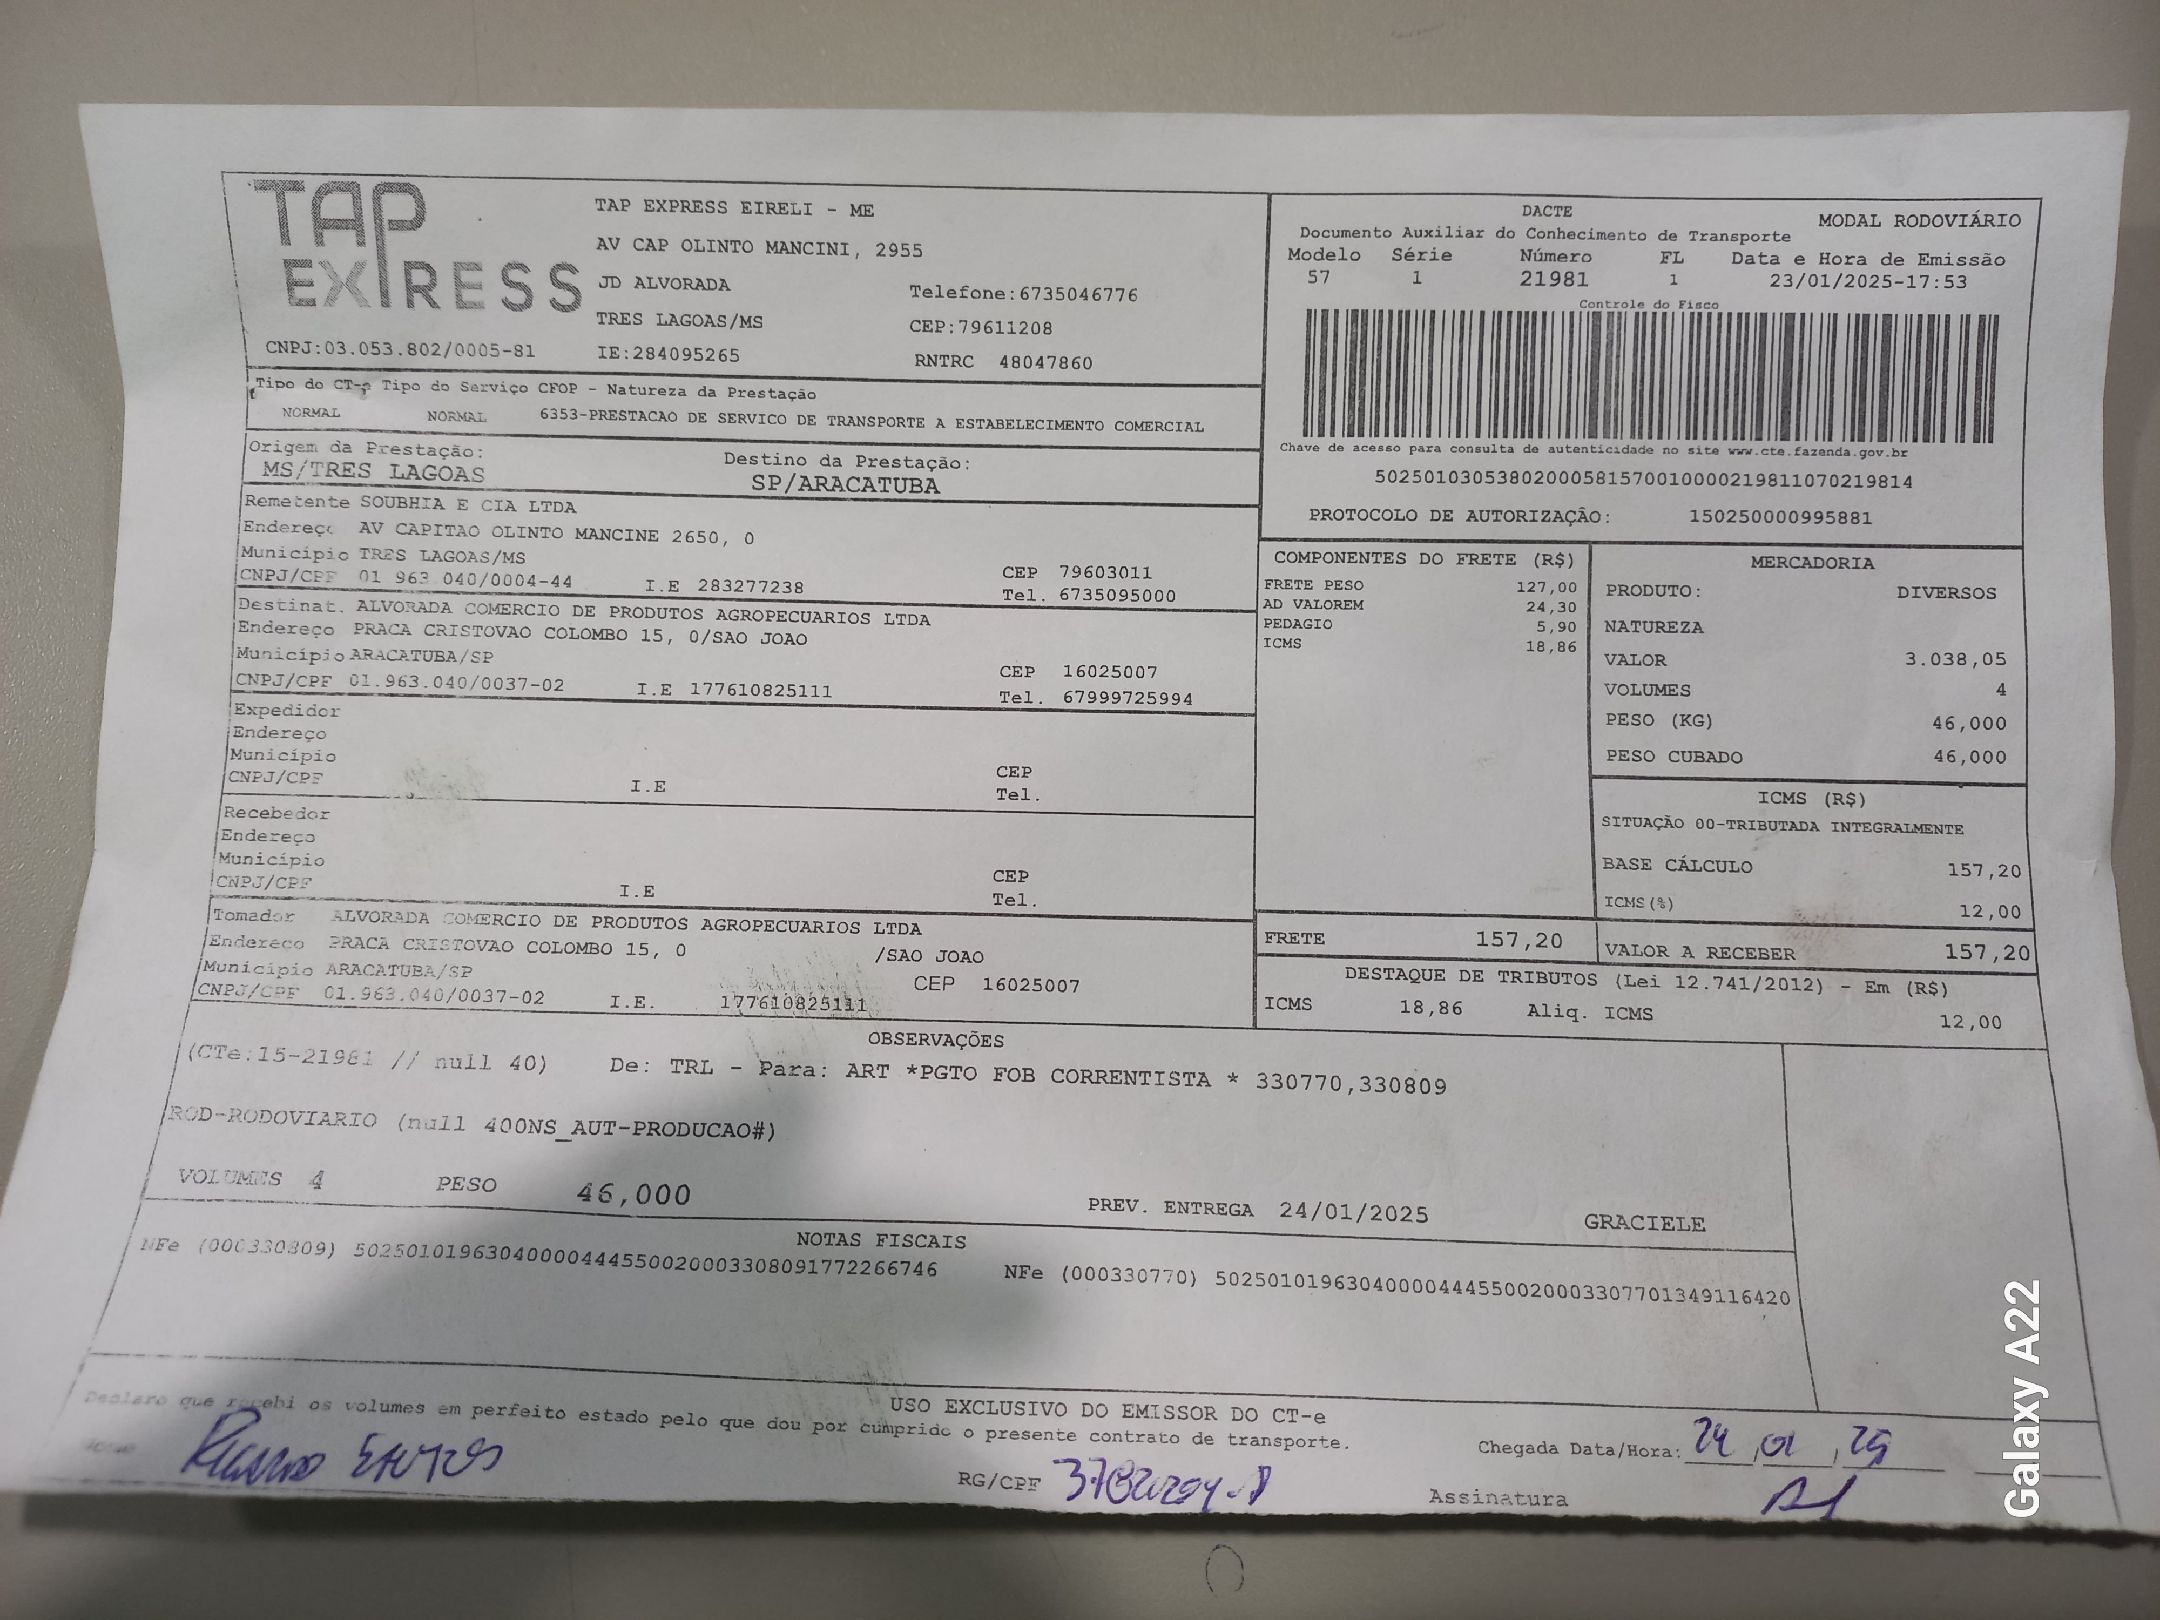 TAP EXPRESS
TAP EXPRESS EIRELI - ME
AV CAP OLINTO MANCINI, 2955
JD ALVORADA
Telefone:6735046776
TRES LAGOAS/MS
CEP:79611208
CNPJ:03.053.802/0005-81
IE:284095265
RNTRC 48047860
DACTE
MODAL RODOVIÁRIO
Documento Auxiliar do Conhecimento de Transporte
Modelo Série Número FL Data e Hora de Emissão
57 1 21981 1 23/01/2025-17:53
Controle do Fisco
Chave de acesso para consulta de autenticidade no site www.cte.fazenda.gov.br
50250103053802000581570010000219811070219814
PROTOCOLO DE AUTORIZAÇÃO: 150250000995881
Tipo do CT-e Tipo do Serviço CFOP - Natureza da Prestação
NORMAL NORMAL 6353-PRESTACAO DE SERVICO DE TRANSPORTE A ESTABELECIMENTO COMERCIAL
Origem da Prestação: Destino da Prestação:
MS/TRES LAGOAS SP/ARACATUBA
Remetente SOUBHIA E CIA LTDA
Endereço AV CAPITAO OLINTO MANCINE 2650, 0
Município TRES LAGOAS/MS CEP 79603011
CNPJ/CPF 01 963 040/0004-44 I.E 283277238 Tel. 6735095000
Destinat. ALVORADA COMERCIO DE PRODUTOS AGROPECUARIOS LTDA
Endereço PRACA CRISTOVAO COLOMBO 15, 0/SAO JOAO
Município ARACATUBA/SP CEP 16025007
CNPJ/CPF 01.963.040/0037-02 I.E 177610825111 Tel. 67999725994
Expedidor
Endereço
Município CEP
CNPJ/CPF I.E Tel.
Recebedor
Endereço
Município CEP
CNPJ/CPF I.E Tel.
Tomador ALVORADA COMERCIO DE PRODUTOS AGROPECUARIOS LTDA
Endereco PRACA CRISTOVAO COLOMBO 15, 0 /SAO JOAO
Município ARACATUBA/SP CEP 16025007
CNPJ/CPF 01.963.040/0037-02 I.E. 177610825111
COMPONENTES DO FRETE (R$)
FRETE PESO 127,00
AD VALOREM 24,30
PEDAGIO 5,90
ICMS 18,86
MERCADORIA
PRODUTO: DIVERSOS
NATUREZA
VALOR 3.038,05
VOLUMES 4
PESO (KG) 46,000
PESO CUBADO 46,000
ICMS (R$)
SITUAÇÃO 00-TRIBUTADA INTEGRALMENTE
BASE CÁLCULO 157,20
ICMS(%) 12,00
FRETE 157,20 VALOR A RECEBER 157,20
DESTAQUE DE TRIBUTOS (Lei 12.741/2012) - Em (R$)
ICMS 18,86 Aliq. ICMS 12,00
OBSERVAÇÕES
(CTe:15-21981 // null 40) De: TRL - Para: ART *PGTO FOB CORRENTISTA * 330770,330809
ROD-RODOVIARIO (null 400NS_AUT-PRODUCAO#)
VOLUMES 4 PESO 46,000 PREV. ENTREGA 24/01/2025 GRACIELE
NOTAS FISCAIS
NFe (000330809) 50250101963040000444550020003308091772266746 NFe (000330770) 50250101963040000444550020003307701349116420
USO EXCLUSIVO DO EMISSOR DO CT-e
Declaro que recebi os volumes em perfeito estado pelo que dou por cumprido o presente contrato de transporte.
Chegada Data/Hora: 24 , 01 , 25
RG/CPF
Assinatura
Galaxy A22